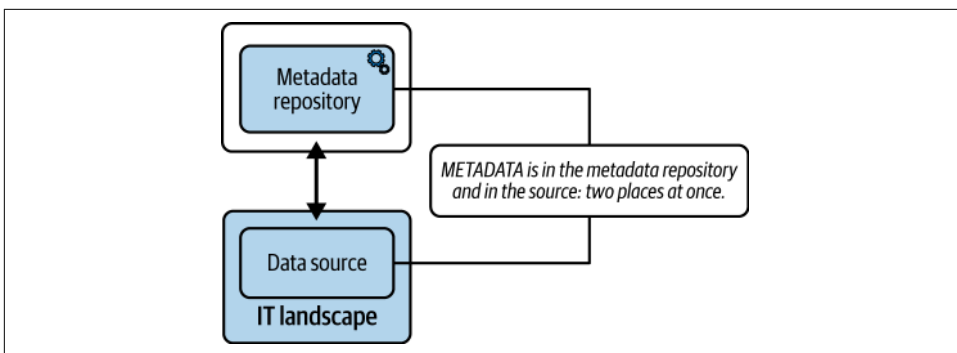 Metadata
repository
METADATA is in the metadata repository
and in the source: two places at once.
Data source
IT landscape